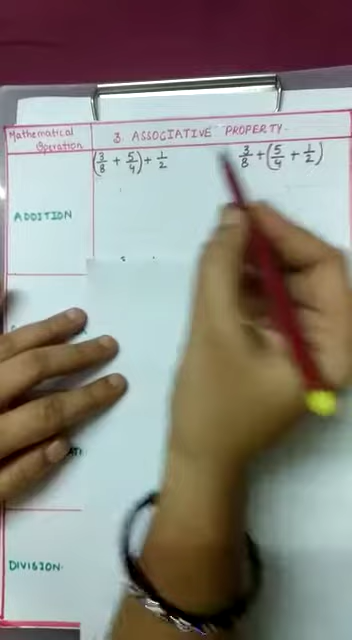 Mathematical Operation
3. ASSOCIATIVE PROPERTY.
ADDITION
(3/8 + 5/4) + 1/2
3/8 + (5/4 + 1/2)
DIVISION.